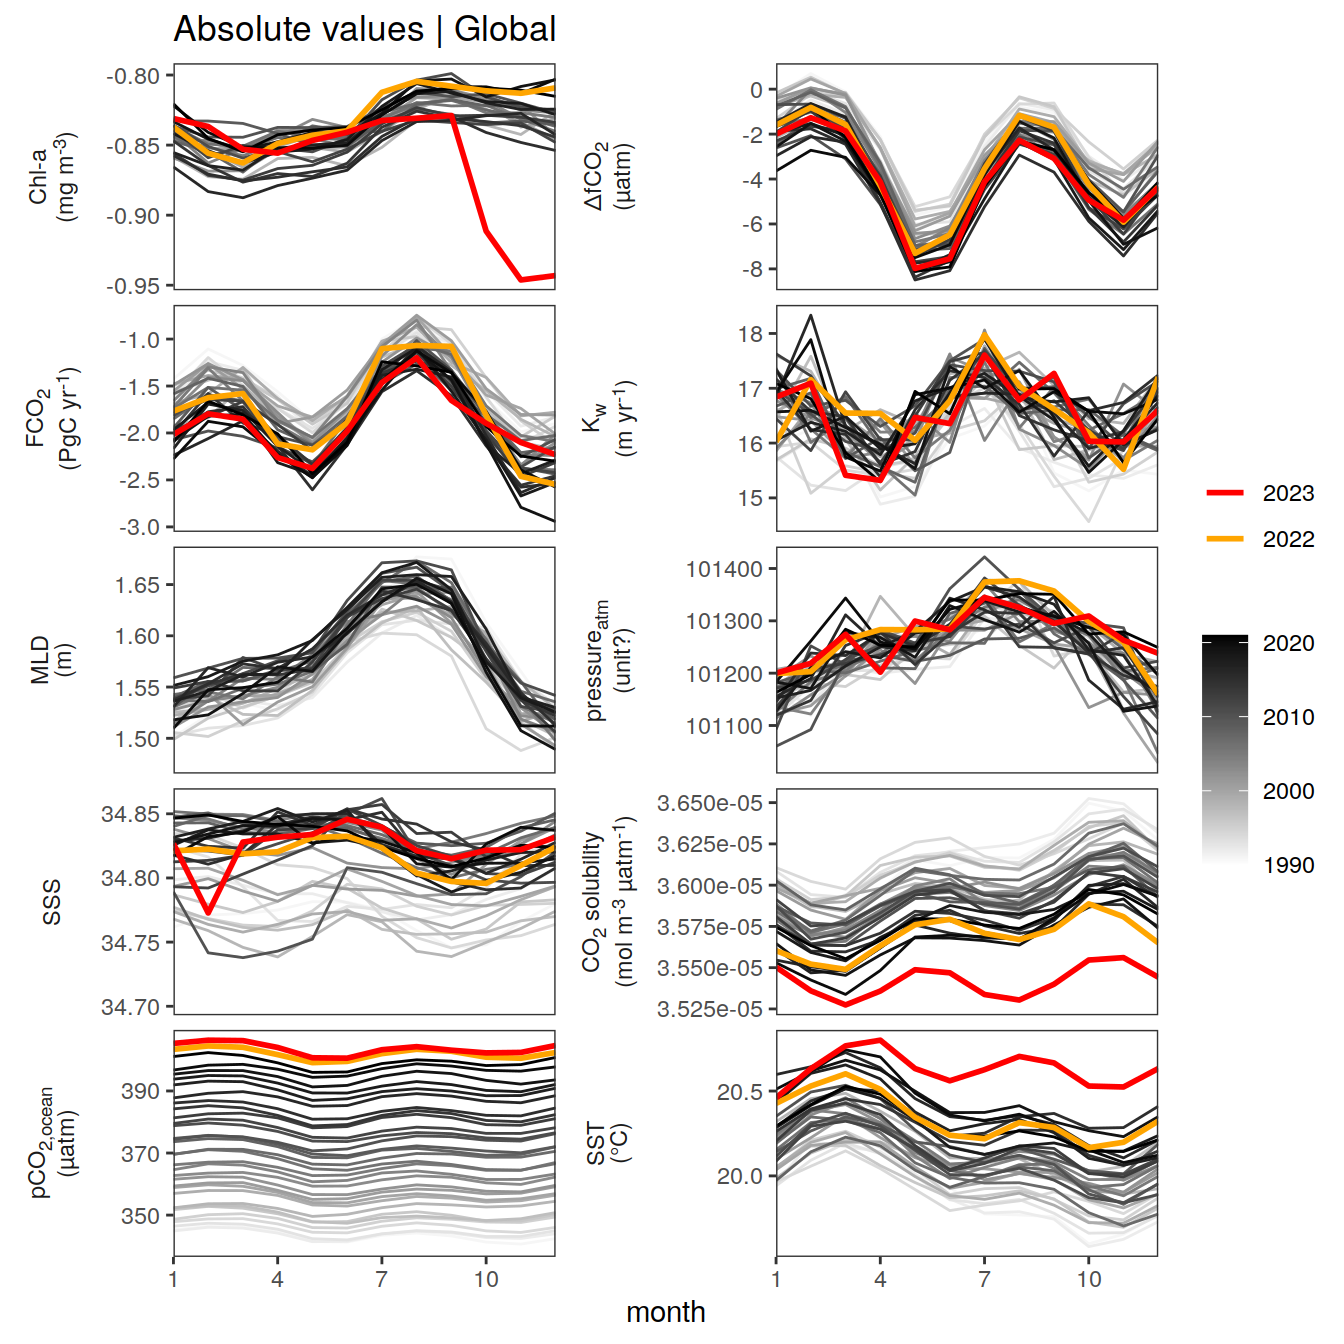 Absolute values | Global
Chl-a
(mg m⁻³)
-0.80
-0.85
-0.90
-0.95
ΔfCO₂
(µatm)
0
-2
-4
-6
-8
FCO₂
(PgC yr⁻¹)
-1.0
-1.5
-2.0
-2.5
-3.0
K_w
(m yr⁻¹)
18
17
16
15
MLD
(m)
1.65
1.60
1.55
1.50
pressure_atm
(unit?)
101400
101300
101200
101100
SSS
34.85
34.80
34.75
34.70
CO₂ solubility
(mol m⁻³ µatm⁻¹)
3.650e-05
3.625e-05
3.600e-05
3.575e-05
3.550e-05
3.525e-05
pCO₂,ocean
(µatm)
390
370
350
SST
(°C)
20.5
20.0
1 4 7 10
1 4 7 10
month
2023
2022
2020
2010
2000
1990